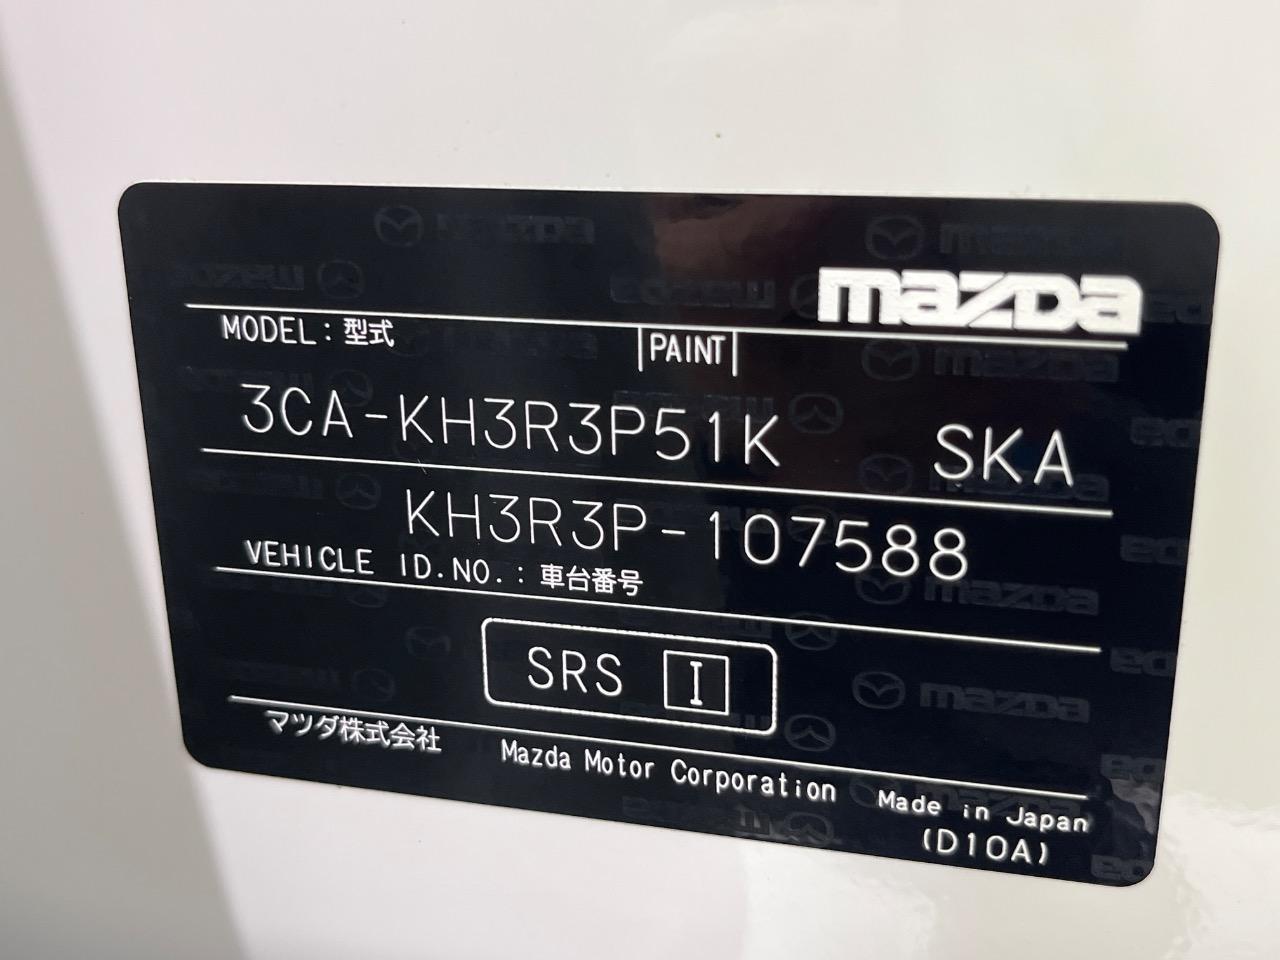 mazda
MODEL：型式 PAINT
3CA-KH3R3P51K SKA
KH3R3P-107588
VEHICLE ID.NO.：車台番号
SRS I
マツダ株式会社 Mazda Motor Corporation Made in Japan
(D10A)